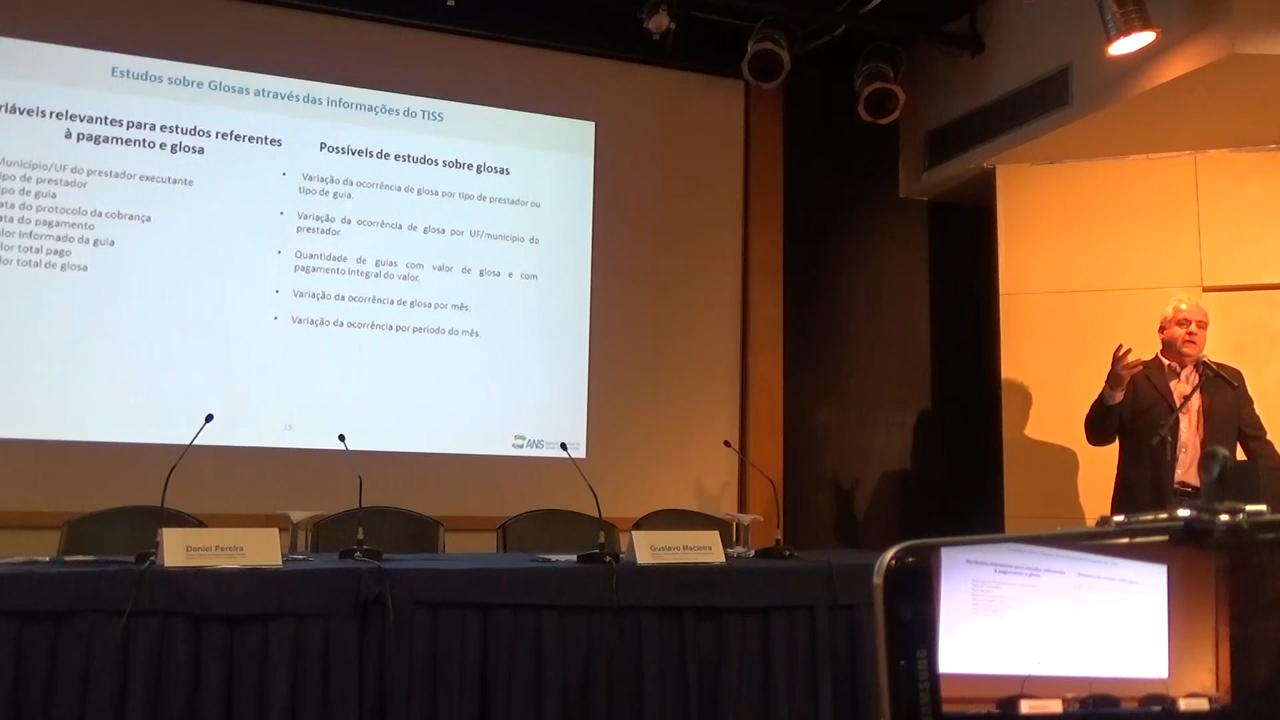 Estudos sobre Glosas através das informações do TISS
riáveis relevantes para estudos referentes
à pagamento e glosa
Município/UF do prestador executante
ipo de prestador
ipo de guia
ata do protocolo da cobrança
ata do pagamento
lor Informado da guia
lor total pago
lor total de glosa
Possíveis de estudos sobre glosas
• Variação da ocorrência de glosa por tipo de prestador ou
tipo de guia.
• Variação da ocorrência de glosa por UF/município do
prestador.
• Quantidade de guias com valor de glosa e com
pagamento integral do valor.
• Variação da ocorrência de glosa por mês;
• Variação da ocorrência por período do mês.
15
ANS
Daniel Pereira
Gustavo Macieira
SAMSUNG